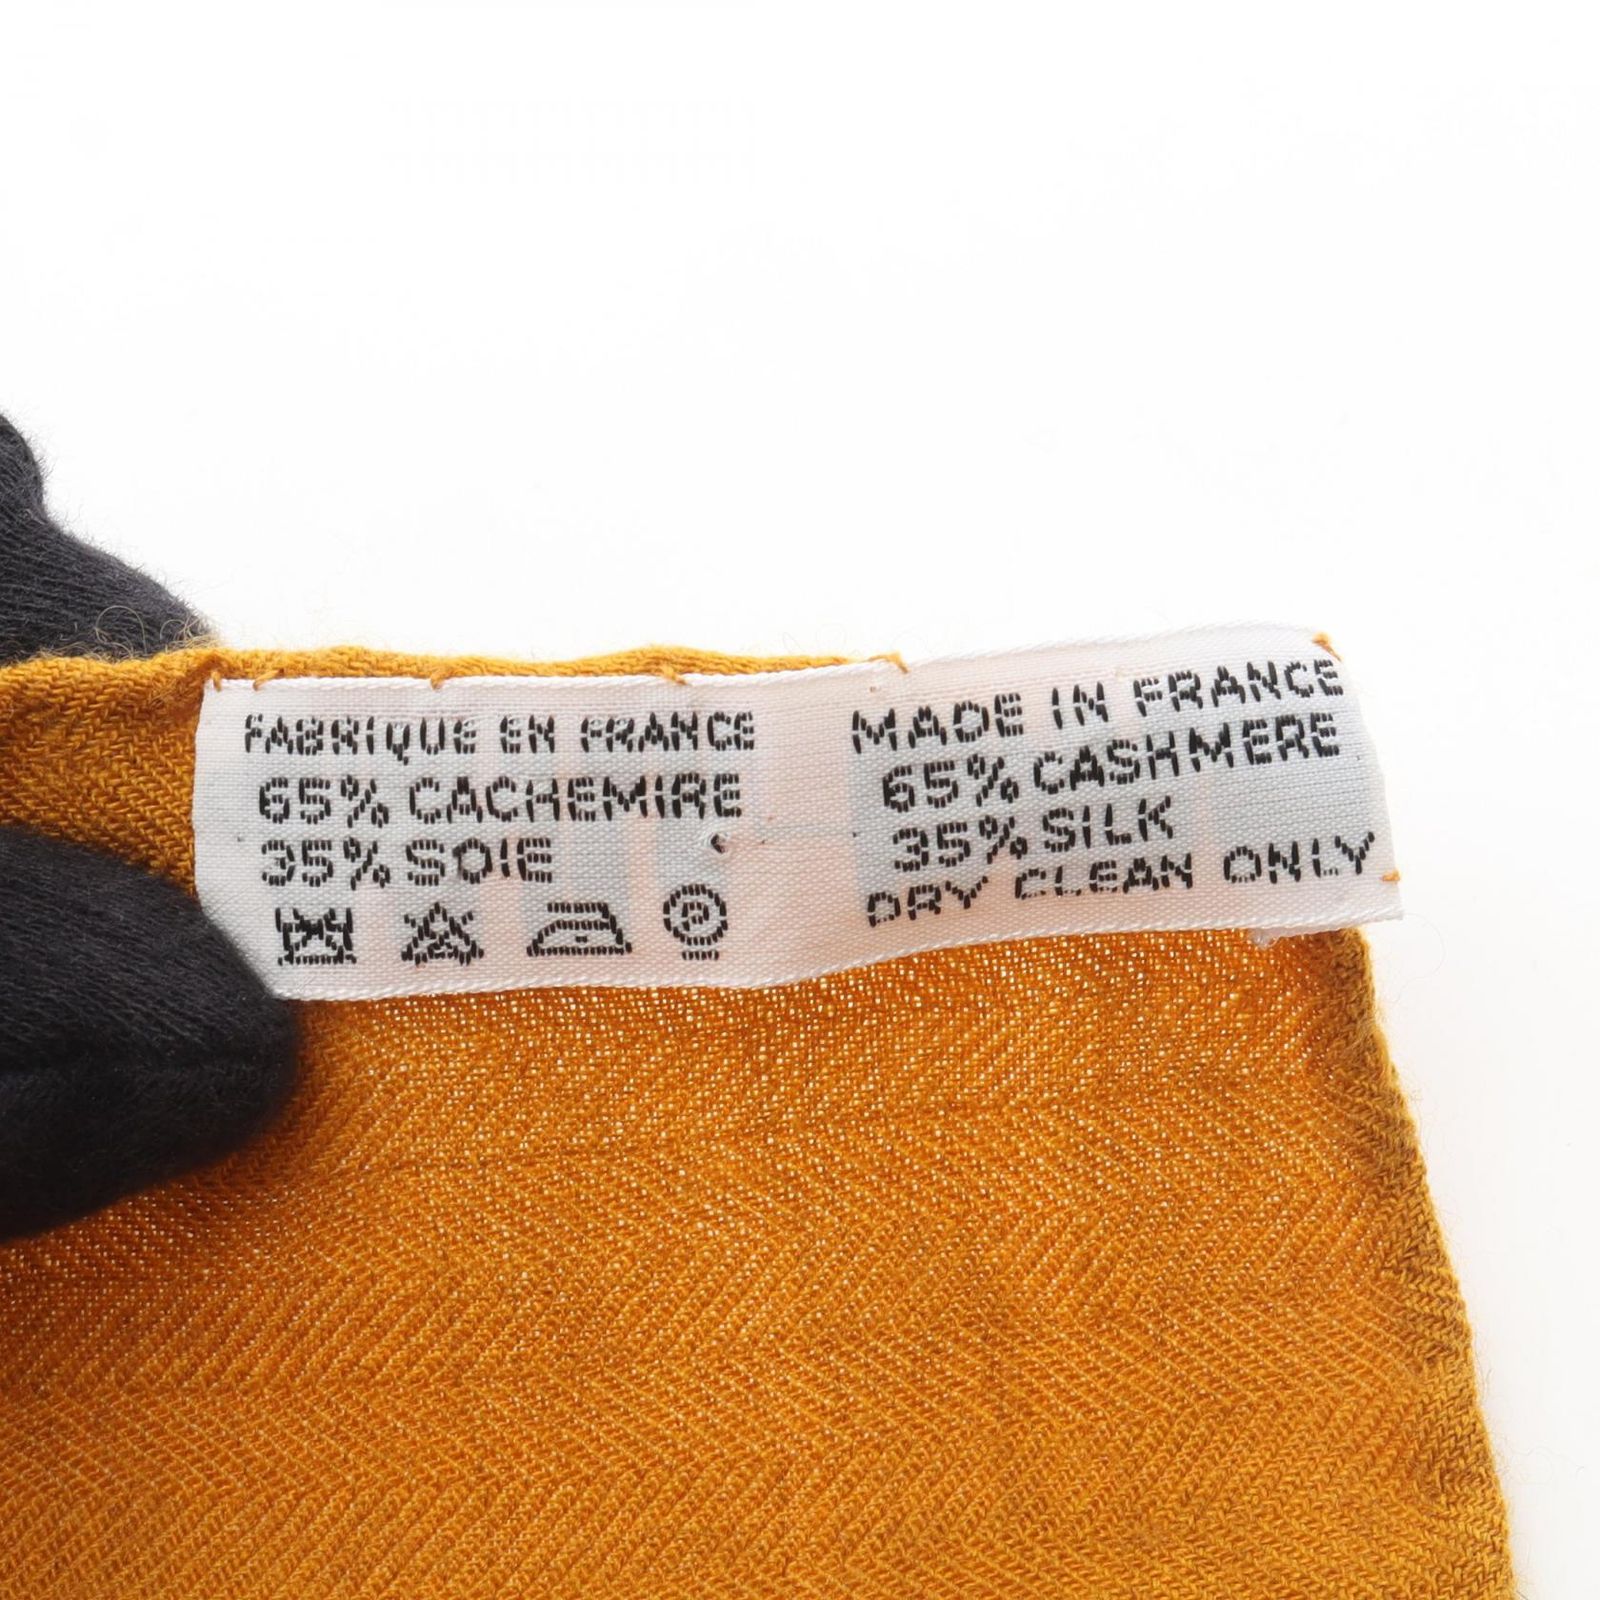 FABRIQUE EN FRANCE
65% CACHEMIRE
35% SOIE
P
MADE IN FRANCE
65% CASHMERE
35% SILK
DRY CLEAN ONLY